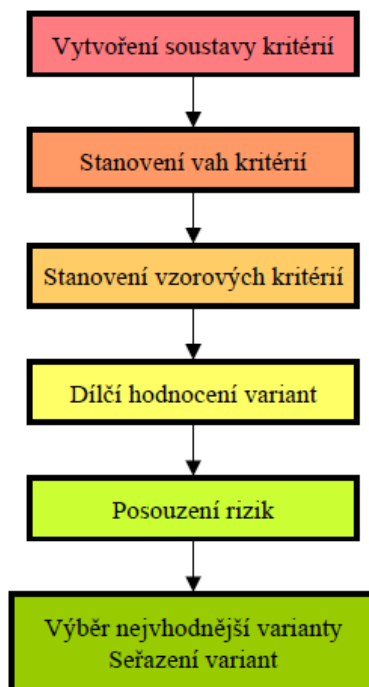 Vytvoření soustavy kritérií
Stanovení vah kritérií
Stanovení vzorových kritérií
Dílčí hodnocení variant
Posouzení rizik
Výběr nejvhodnější varianty
Seřazení variant